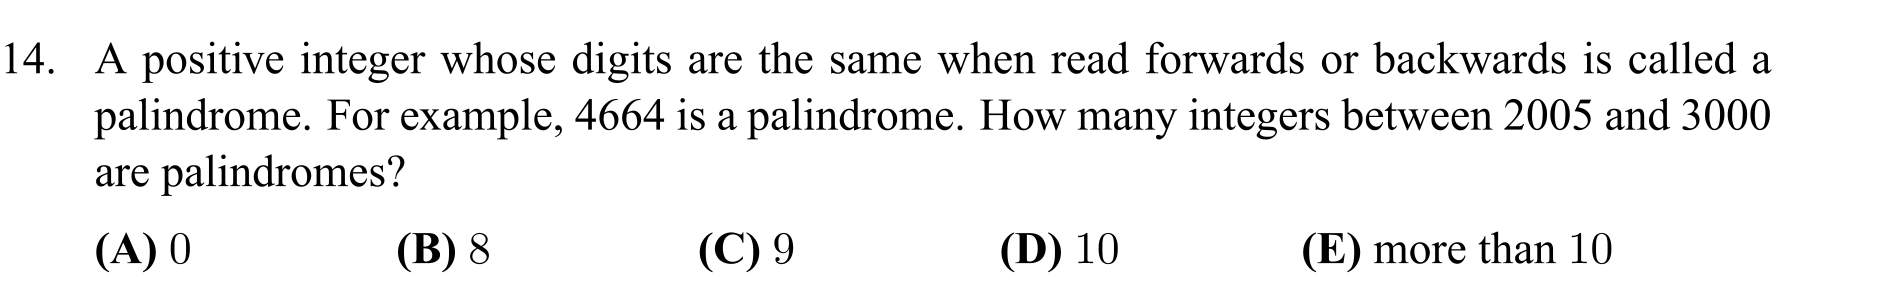 14. A positive integer whose digits are the same when read forwards or backwards is called a
palindrome. For example, 4664 is a palindrome. How many integers between 2005 and 3000
are palindromes?
(A) 0 (B) 8 (C) 9 (D) 10 (E) more than 10